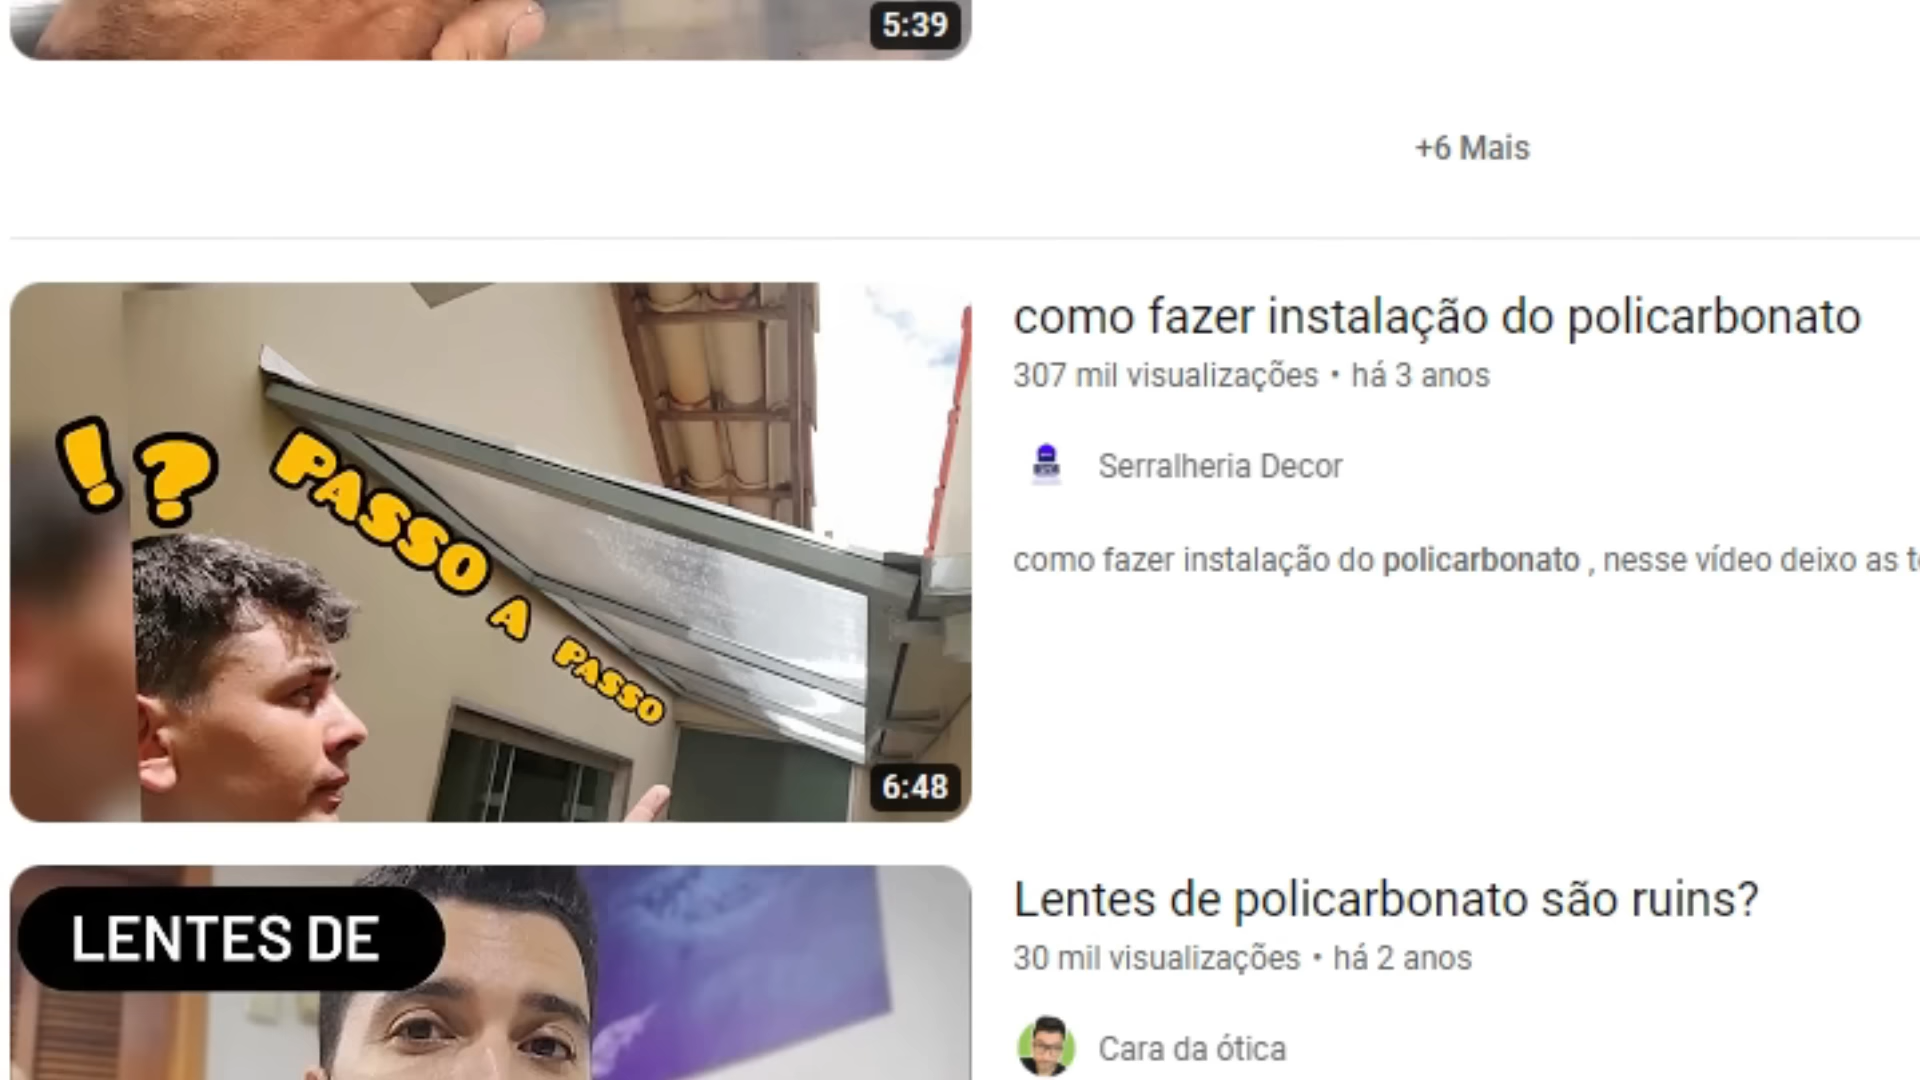 5:39
+6 Mais
! ?
PASSO A PASSO
6:48
como fazer instalação do policarbonato
307 mil visualizações • há 3 anos
Serralheria Decor
como fazer instalação do policarbonato , nesse vídeo deixo as
LENTES DE
Lentes de policarbonato são ruins?
30 mil visualizações • há 2 anos
Cara da ótica